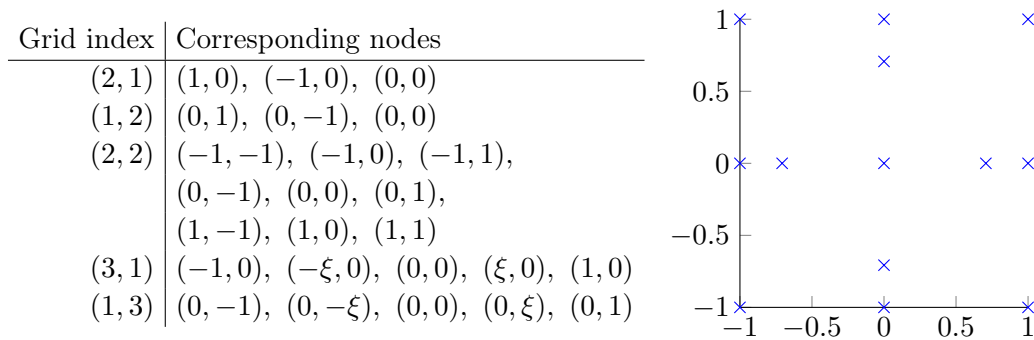 Grid index Corresponding nodes
(2, 1) (1, 0), (−1, 0), (0, 0)
(1, 2) (0, 1), (0, −1), (0, 0)
(2, 2) (−1, −1), (−1, 0), (−1, 1),
(0, −1), (0, 0), (0, 1),
(1, −1), (1, 0), (1, 1)
(3, 1) (−1, 0), (−ξ, 0), (0, 0), (ξ, 0), (1, 0)
(1, 3) (0, −1), (0, −ξ), (0, 0), (0, ξ), (0, 1)
1
0.5
0
−0.5
−1
−1 −0.5 0 0.5 1